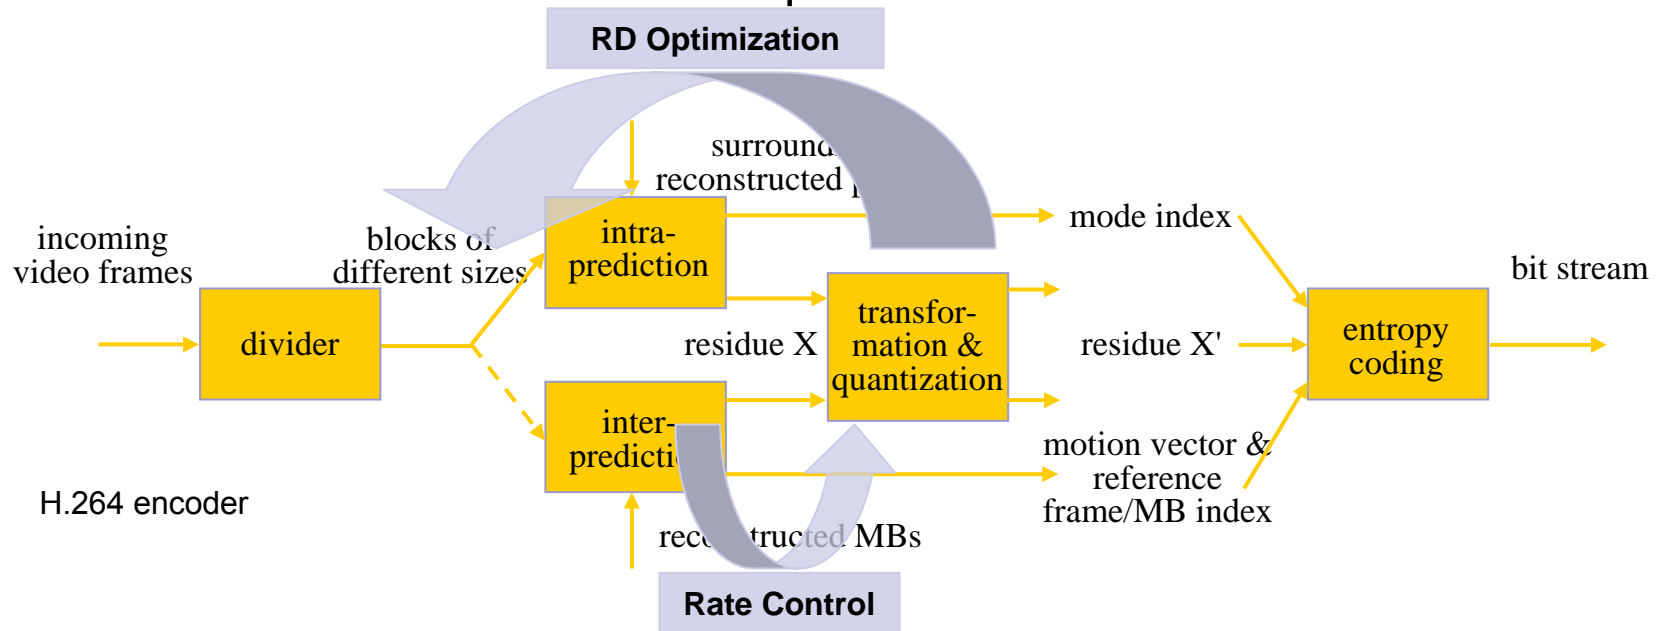 RD Optimization
reconstructed
incoming
video frames
blocks of
different sizes
intra-
prediction
mode index
bit stream
divider
residue X
transfor-
mation &
quantization
residue X'
entropy
coding
inter-
motion vector &
reference
frame/MB index
H.264 encoder
MBs
Rate Control